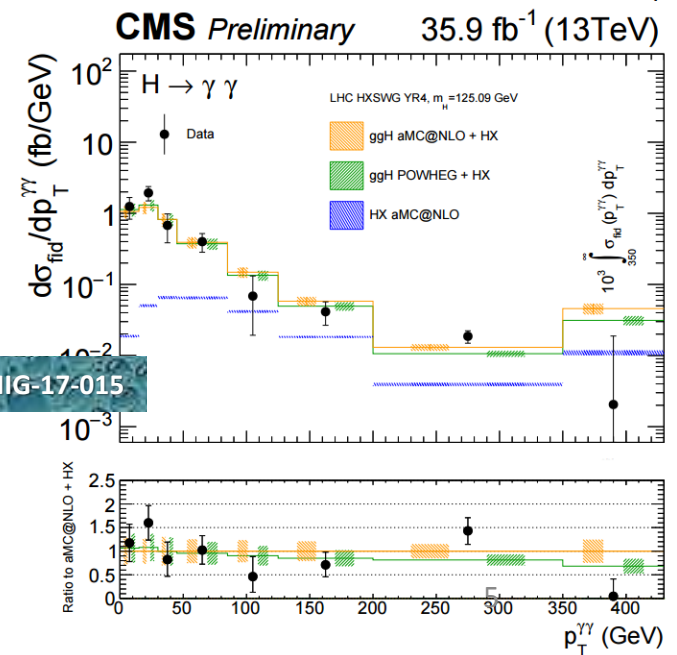 CMS Preliminary 35.9 fb⁻¹ (13TeV)
H → γ γ
LHC HXSWG YR4, m_H=125.09 GeV
Data
ggH aMC@NLO + HX
ggH POWHEG + HX
HX aMC@NLO
dσ_fid/dp_T^γγ (fb/GeV)
10²
10
1
10⁻¹
10⁻²
10⁻³
1/10³ ∫_350^∞ σ_fid (p_T^γγ) dp_T^γγ
IG-17-015
Ratio to aMC@NLO + HX
2.5
2
1.5
1
0.5
0
0 50 100 150 200 250 300 350 400
5
p_T^γγ (GeV)